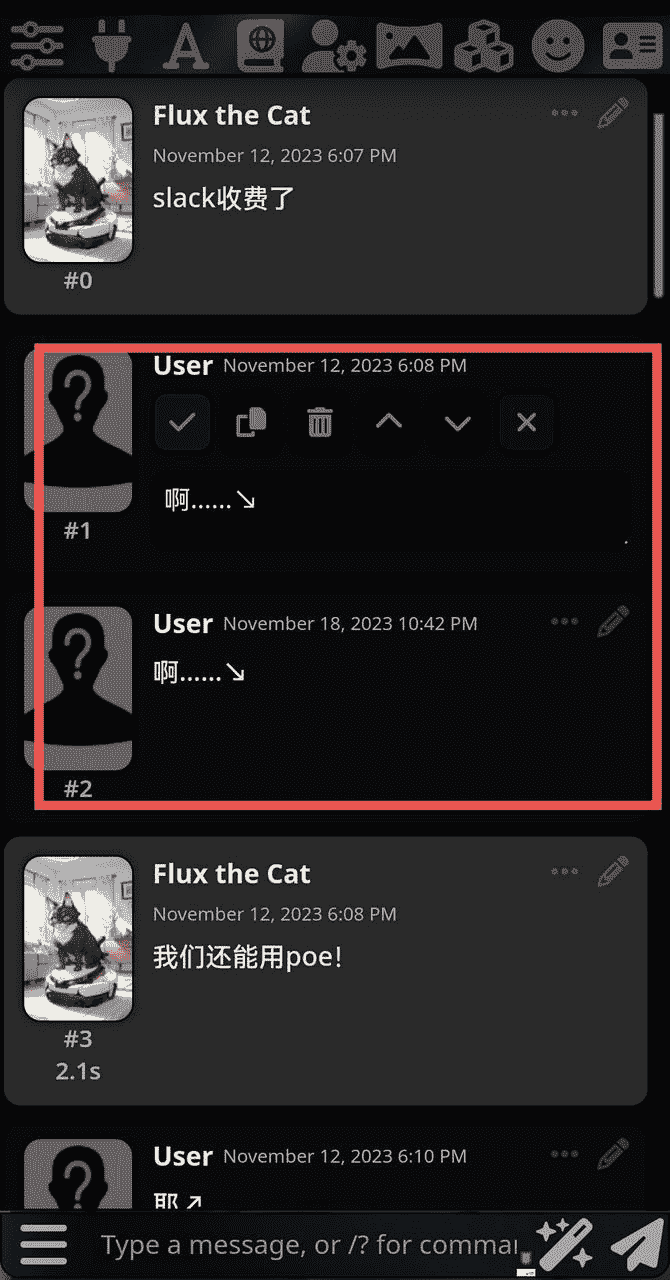 Flux the Cat
November 12, 2023 6:07 PM
slack收费了
#0
User November 12, 2023 6:08 PM
啊……↘
#1
User November 18, 2023 10:42 PM
啊……↘
#2
Flux the Cat
November 12, 2023 6:08 PM
我们还能用poe!
#3
2.1s
User November 12, 2023 6:10 PM
耶↗
Type a message, or /? for comma